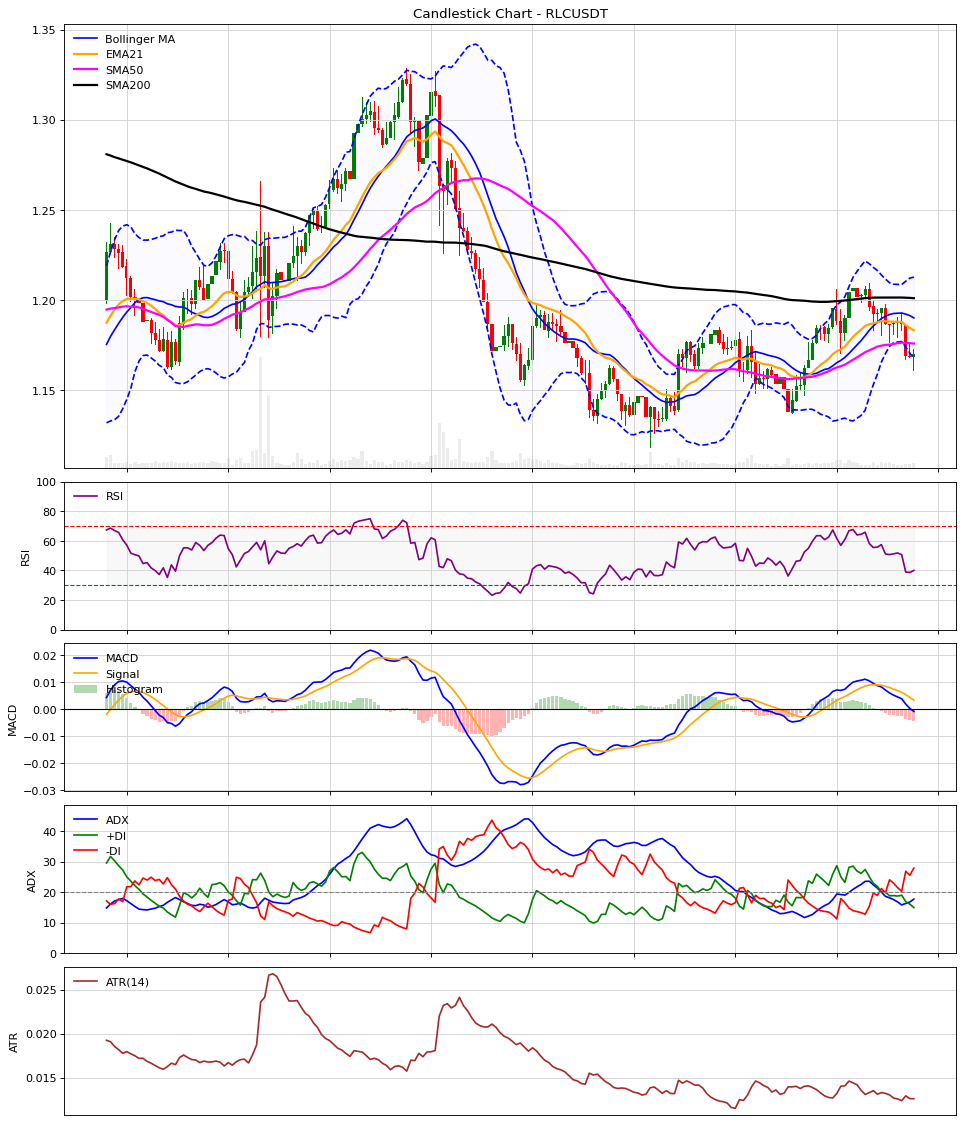 Candlestick Chart - RLCUSDT
1.35
1.30
1.25
1.20
1.15
Bollinger MA
EMA21
SMA50
SMA200
100
80
60
40
20
0
RSI
RSI
0.02
0.01
0.00
−0.01
−0.02
−0.03
MACD
MACD
Signal
Histogram
40
30
20
10
0
ADX
ADX
+DI
-DI
0.025
0.020
0.015
ATR
ATR(14)